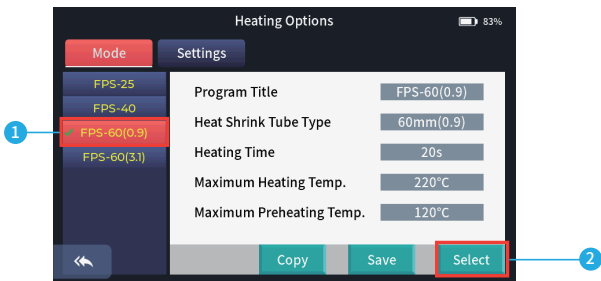 Heating Options
83%
Mode
Settings
FPS-25
FPS-40
FPS-60(0.9)
FPS-60(3.1)
Program Title
FPS-60(0.9)
Heat Shrink Tube Type
60mm(0.9)
Heating Time
20s
Maximum Heating Temp.
220°C
Maximum Preheating Temp.
120°C
Copy
Save
Select
1
2